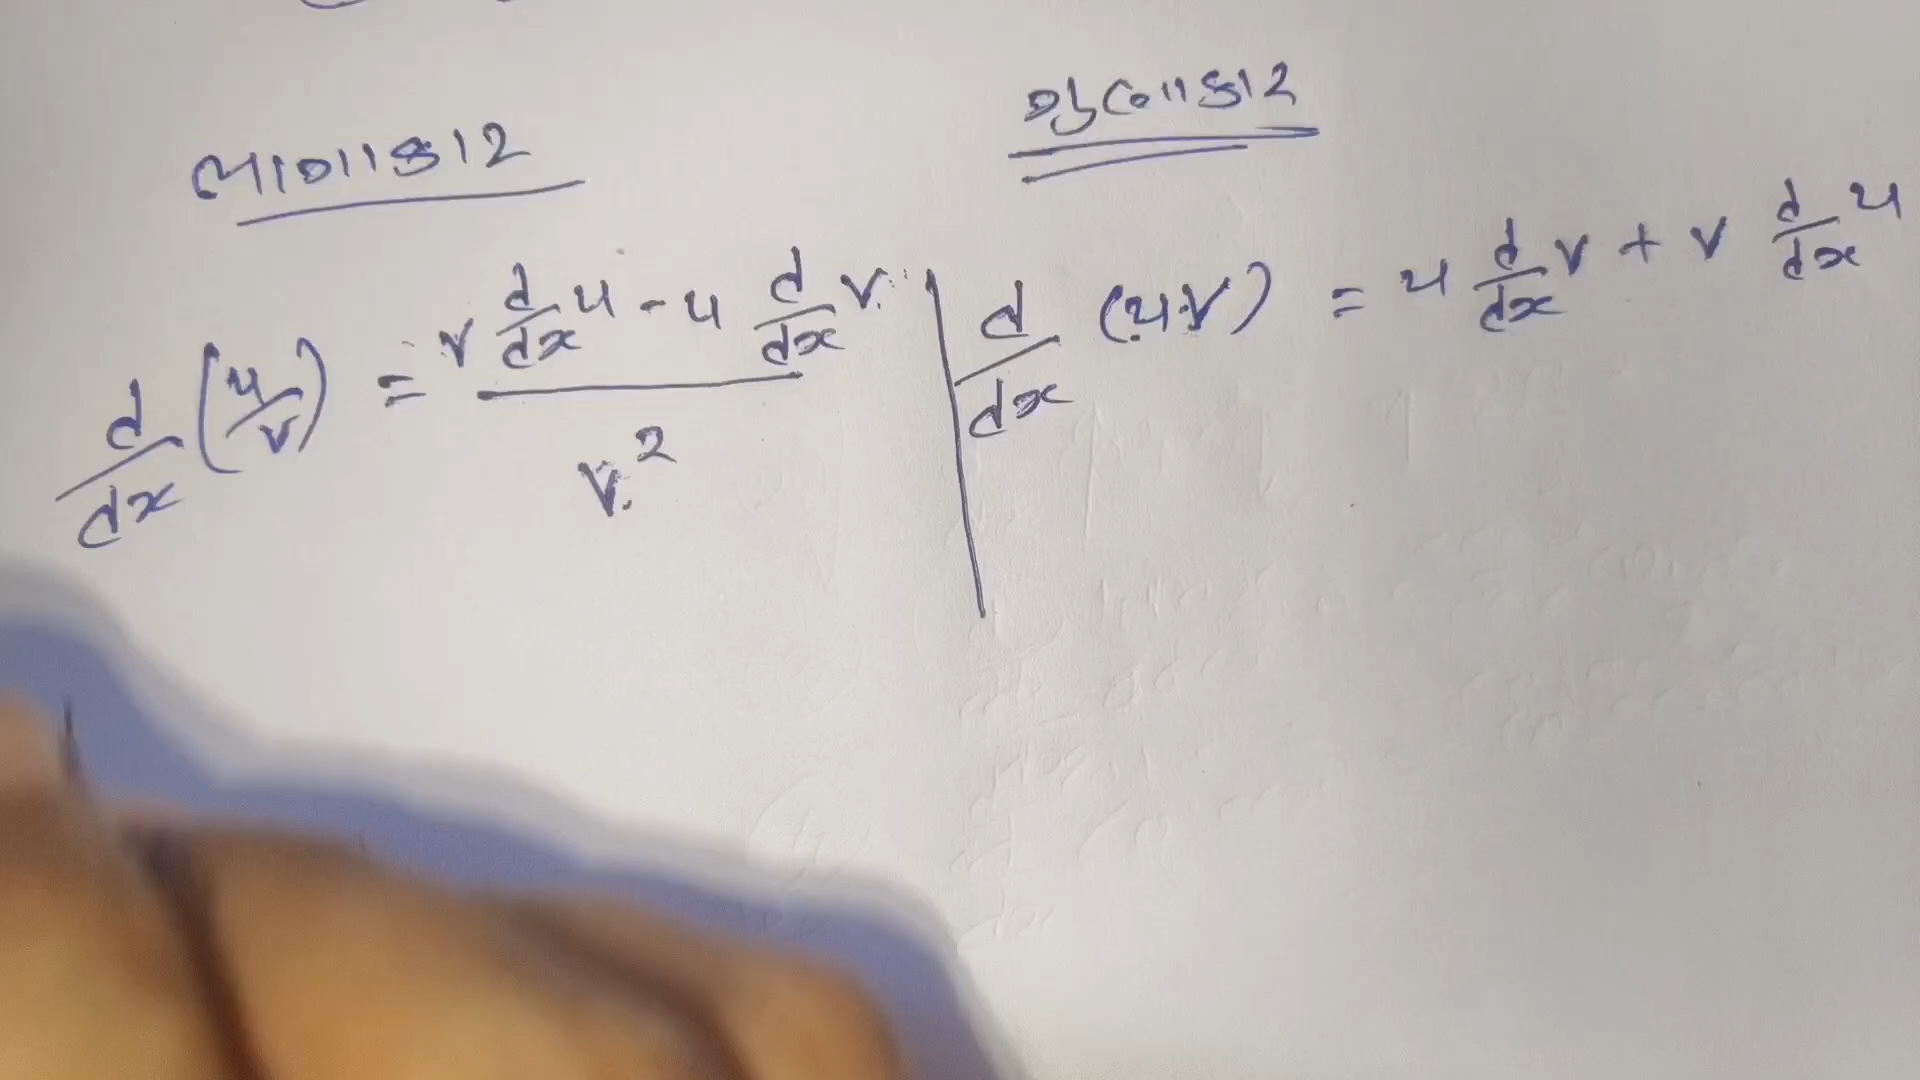 ભાગાકાર
ગુણાકાર
d/dx (u/v) = (v d/dx u - u d/dx v) / v²
d/dx (u.v) = u d/dx v + v d/dx u